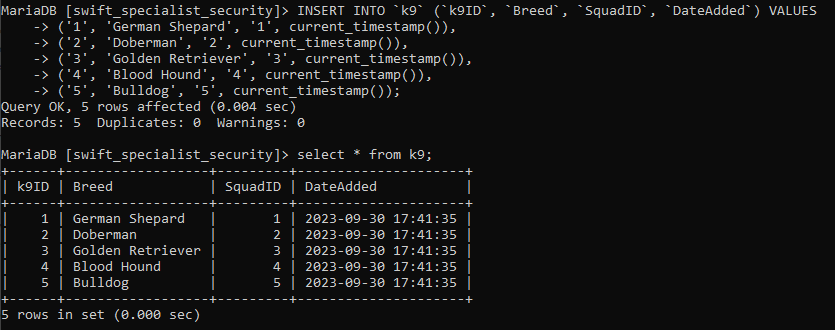 MariaDB [swift_specialist_security]> INSERT INTO `k9` (`k9ID`, `Breed`, `SquadID`, `DateAdded`) VALUES
    -> ('1', 'German Shepard', '1', current_timestamp()),
    -> ('2', 'Doberman', '2', current_timestamp()),
    -> ('3', 'Golden Retriever', '3', current_timestamp()),
    -> ('4', 'Blood Hound', '4', current_timestamp()),
    -> ('5', 'Bulldog', '5', current_timestamp());
Query OK, 5 rows affected (0.004 sec)
Records: 5  Duplicates: 0  Warnings: 0

MariaDB [swift_specialist_security]> select * from k9;
+------+------------------+---------+---------------------+
| k9ID | Breed            | SquadID | DateAdded           |
+------+------------------+---------+---------------------+
|    1 | German Shepard   |       1 | 2023-09-30 17:41:35 |
|    2 | Doberman         |       2 | 2023-09-30 17:41:35 |
|    3 | Golden Retriever |       3 | 2023-09-30 17:41:35 |
|    4 | Blood Hound      |       4 | 2023-09-30 17:41:35 |
|    5 | Bulldog          |       5 | 2023-09-30 17:41:35 |
+------+------------------+---------+---------------------+
5 rows in set (0.000 sec)